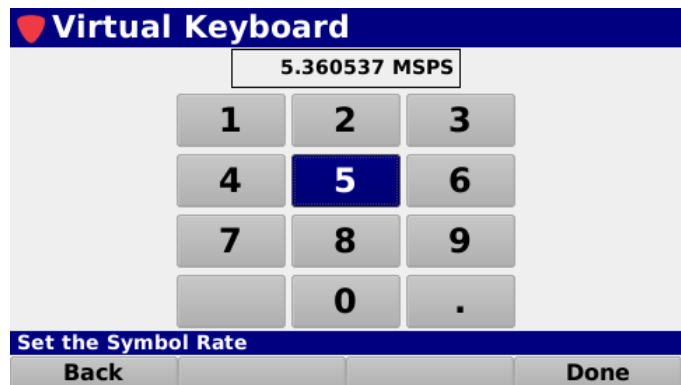 Virtual Keyboard
5.360537 MSPS
1 2 3
4 5 6
7 8 9
0 .
Set the Symbol Rate
Back Done